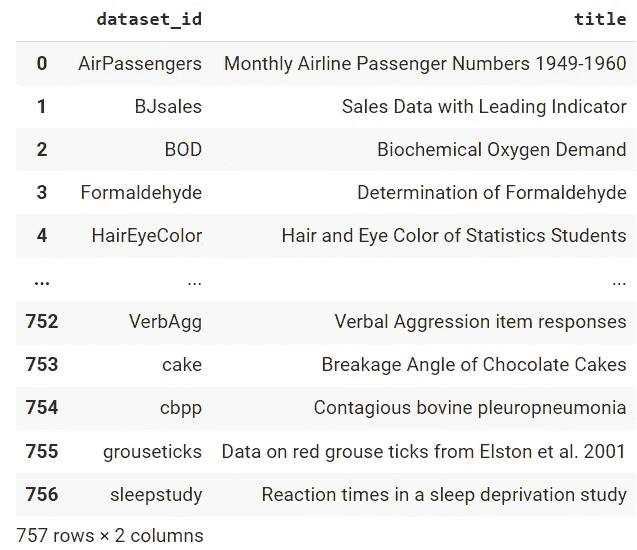 dataset_id title
0 AirPassengers Monthly Airline Passenger Numbers 1949-1960
1 BJsales Sales Data with Leading Indicator
2 BOD Biochemical Oxygen Demand
3 Formaldehyde Determination of Formaldehyde
4 HairEyeColor Hair and Eye Color of Statistics Students
... ... ...
752 VerbAgg Verbal Aggression item responses
753 cake Breakage Angle of Chocolate Cakes
754 cbpp Contagious bovine pleuropneumonia
755 grouseticks Data on red grouse ticks from Elston et al. 2001
756 sleepstudy Reaction times in a sleep deprivation study
757 rows × 2 columns